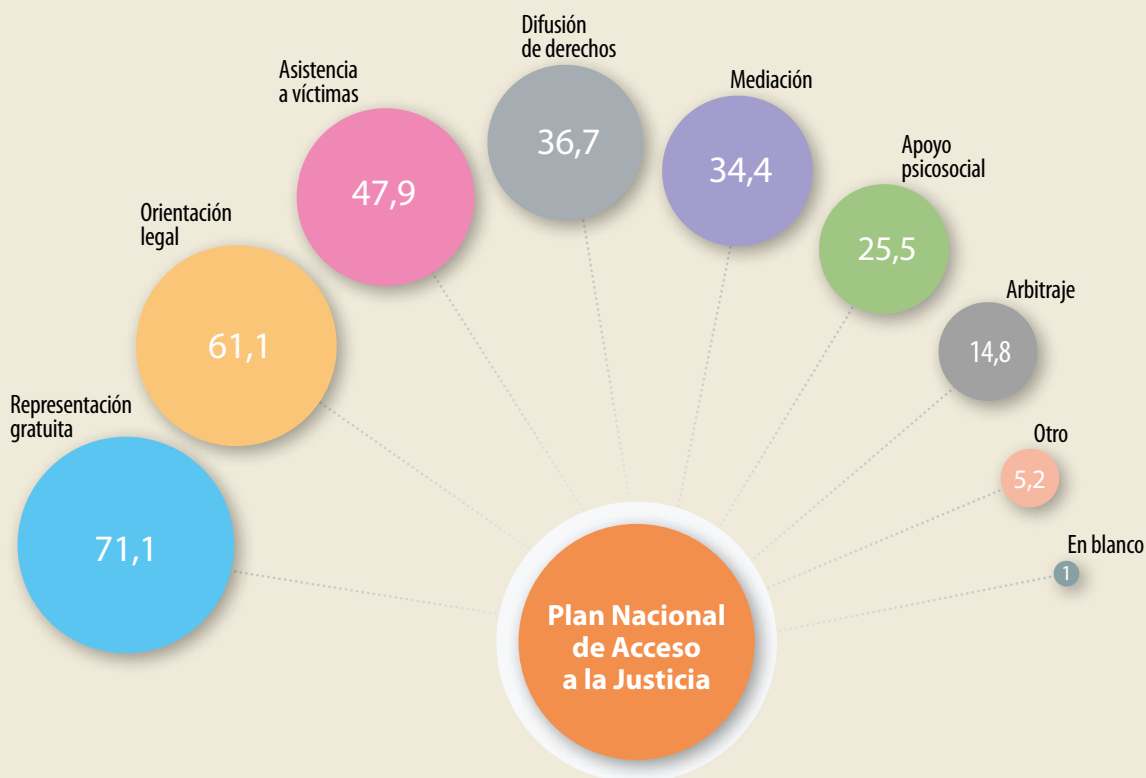 Representación
gratuita
71,1
Orientación
legal
61,1
Asistencia
a víctimas
47,9
Difusión
de derechos
36,7
Mediación
34,4
Apoyo
psicosocial
25,5
Arbitraje
14,8
Otro
5,2
En blanco
1
Plan Nacional
de Acceso
a la Justicia